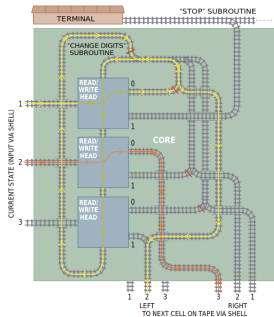 "STOP" SUBROUTINE
TERMINAL
"CHANGE DIGITS"
SUBROUTINE
READ/
WRITE
HEAD
0
1
1
READ/
WRITE
HEAD
0
1
CORE
2
READ/
WRITE
HEAD
0
1
3
CURRENT STATE (INPUT VIA SHELL)
1 2 3 3 2 1
LEFT RIGHT
TO NEXT CELL ON TAPE VIA SHELL